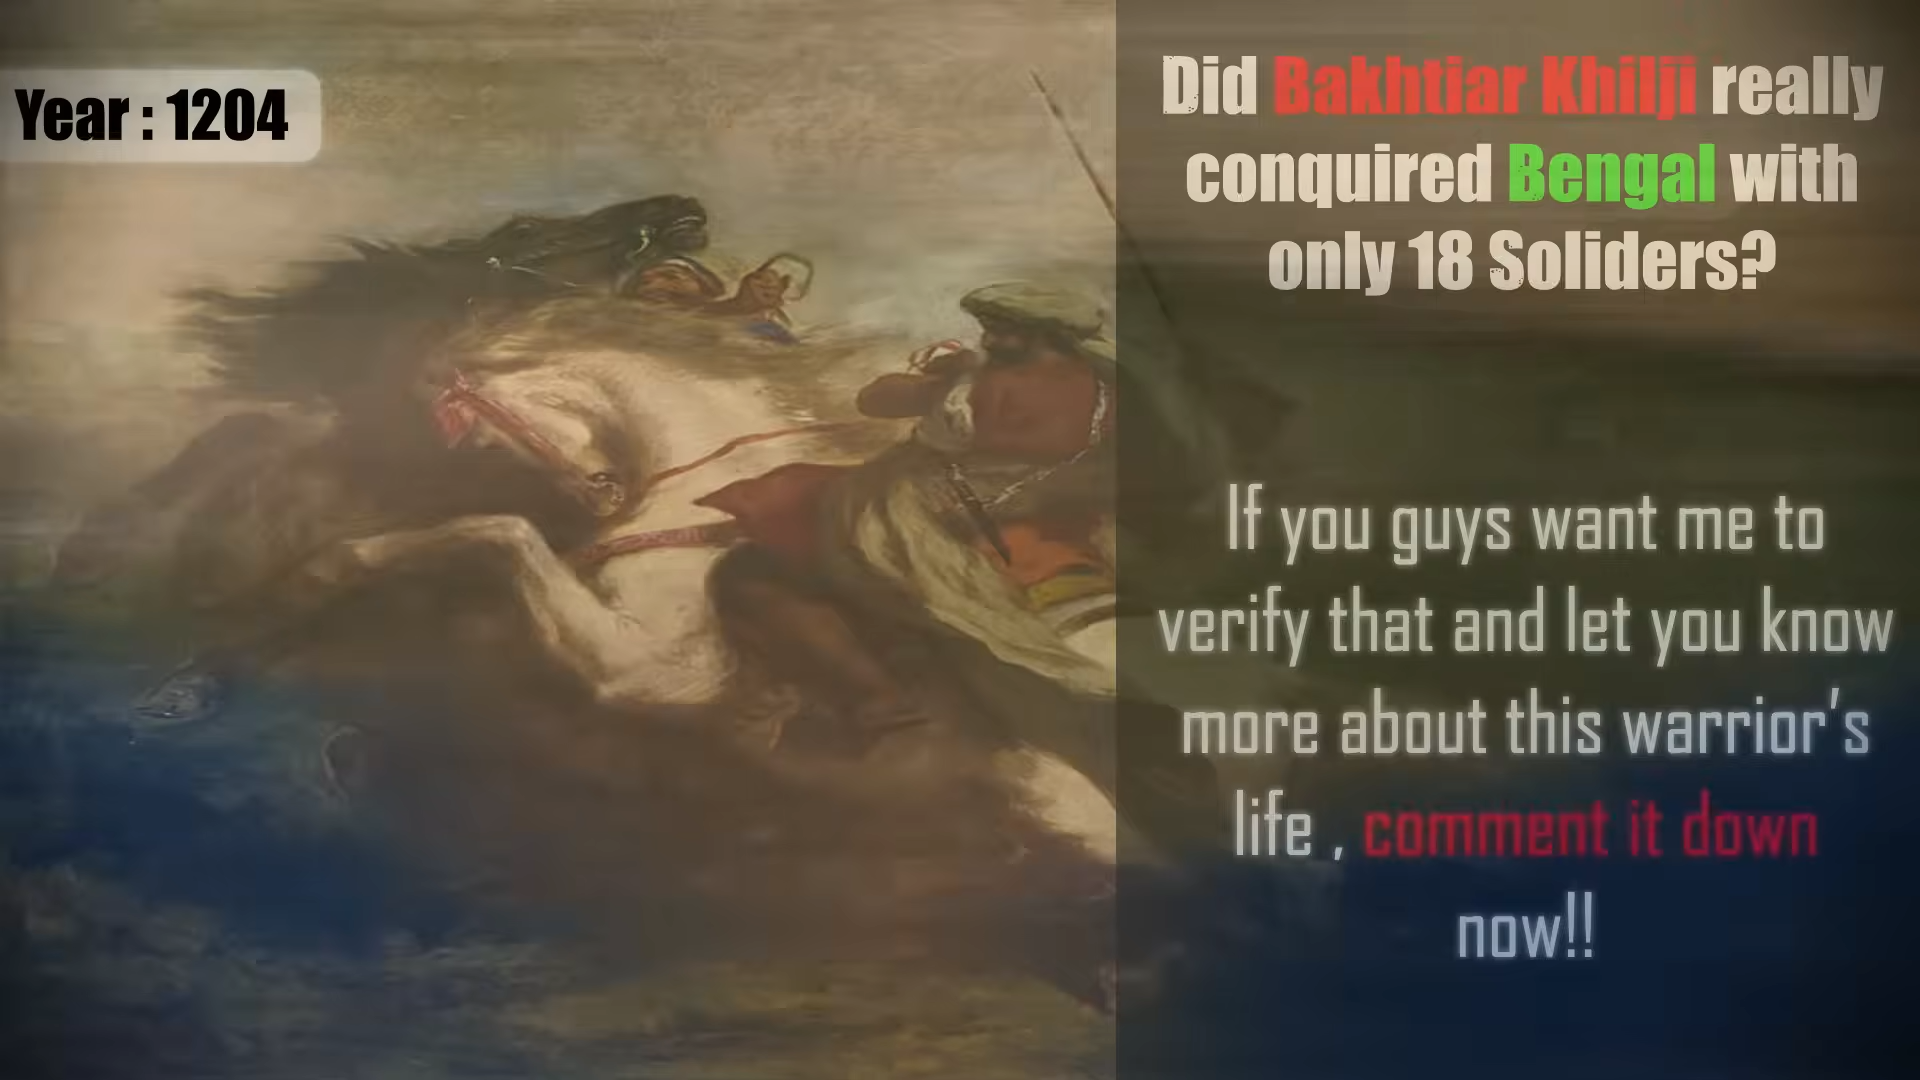 Year : 1204
Did Bakhtiar Khilji really
conquired Bengal with
only 18 Soliders?
If you guys want me to
verify that and let you know
more about this warrior's
life , comment it down
now!!